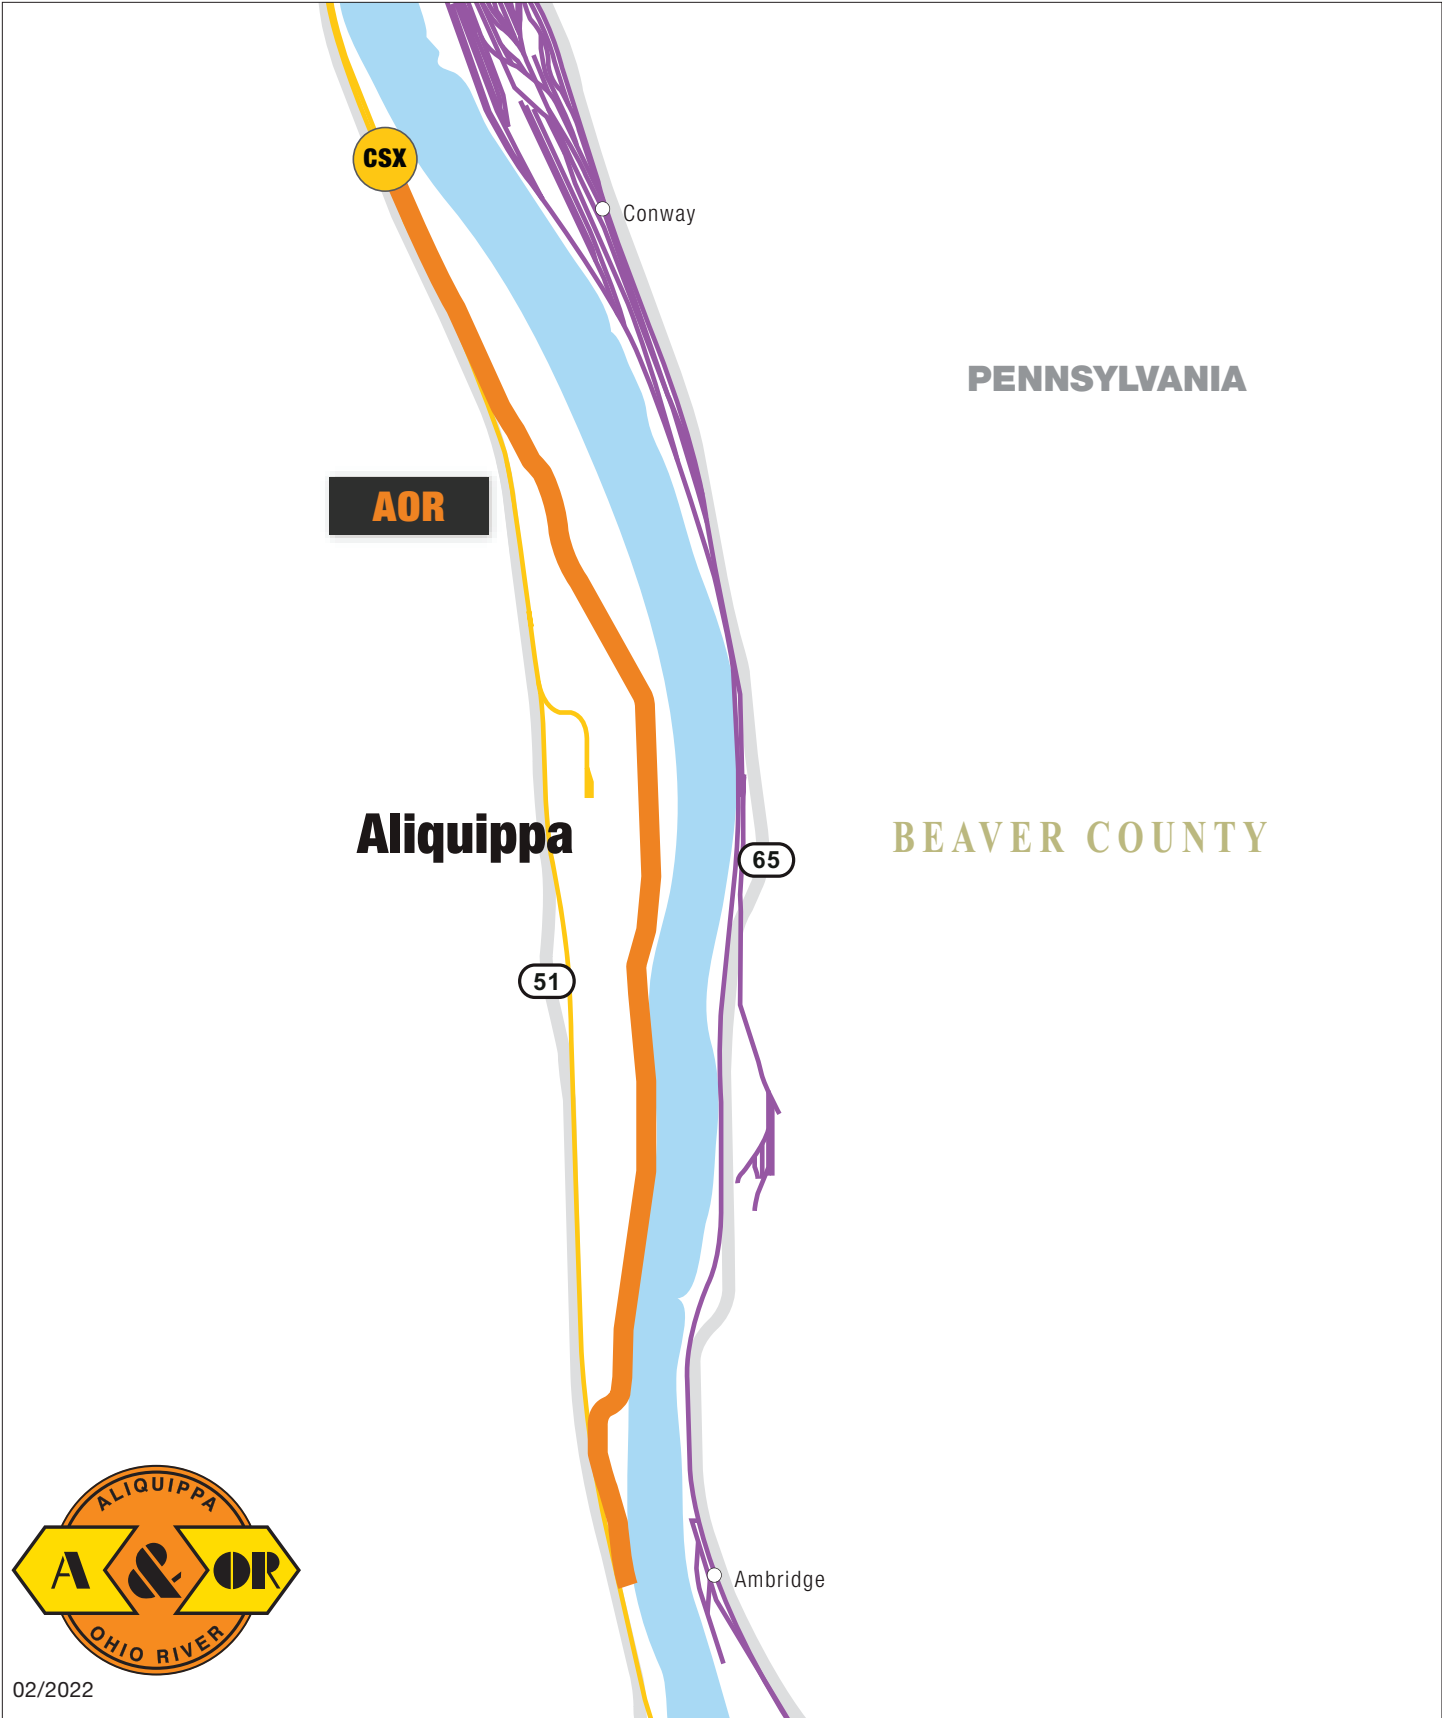 CSX
Conway
PENNSYLVANIA
AOR
Aliquippa
BEAVER COUNTY
65
51
ALIQUIPPA
A & OR
OHIO RIVER
Ambridge
02/2022